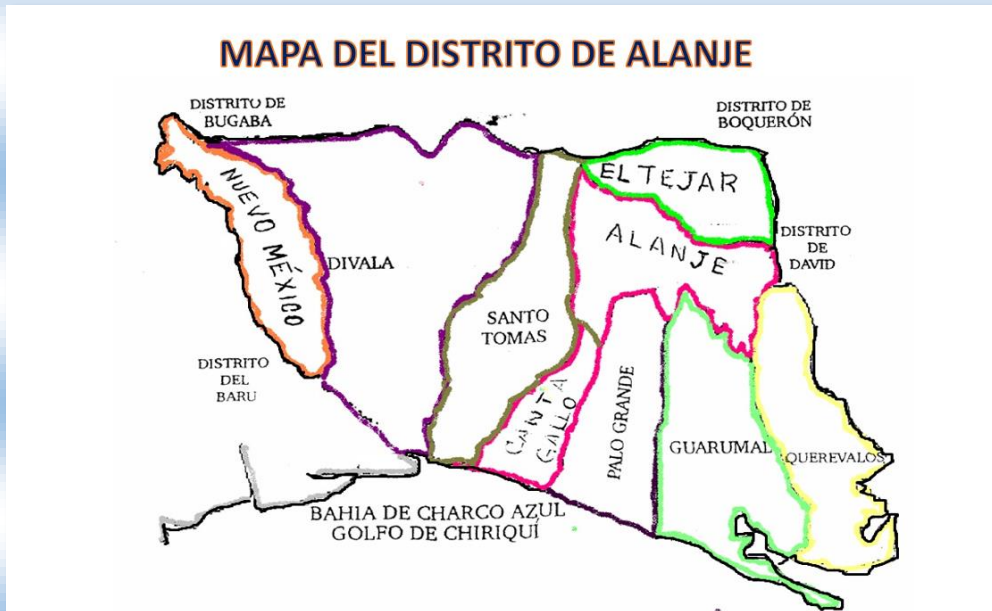 MAPA DEL DISTRITO DE ALANJE
DISTRITO DE
BUGABA
DISTRITO DE
BOQUERÓN
EL TEJAR
NUEVO MÉXICO
ALANJE
DISTRITO
DE
DAVID
DIVALA
SANTO
TOMAS
DISTRITO
DEL
BARU
CANTA
GALLO
PALO GRANDE
GUARUMAL
QUEREVALOS
BAHIA DE CHARCO AZUL
GOLFO DE CHIRIQUÍ